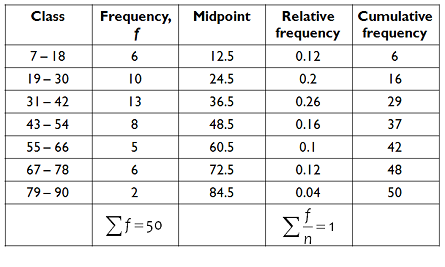 Class Frequency, f Midpoint Relative frequency Cumulative frequency
7 – 18 6 12.5 0.12 6
19 – 30 10 24.5 0.2 16
31 – 42 13 36.5 0.26 29
43 – 54 8 48.5 0.16 37
55 – 66 5 60.5 0.1 42
67 – 78 6 72.5 0.12 48
79 – 90 2 84.5 0.04 50
∑f = 50 ∑f/n = 1